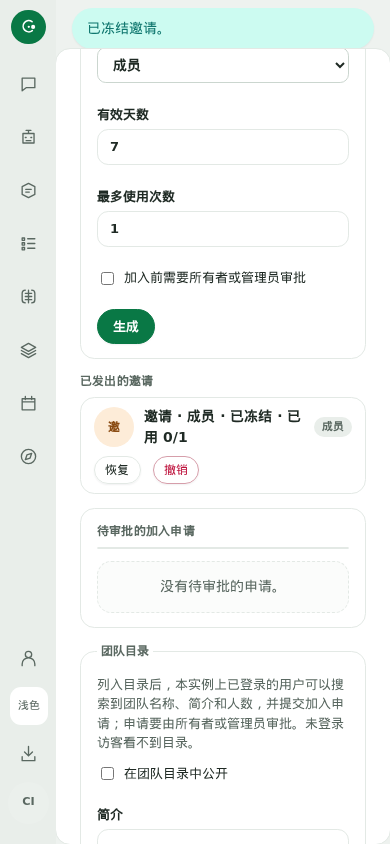 已冻结邀请。
成员
有效天数
7
最多使用次数
1
加入前需要所有者或管理员审批
生成
已发出的邀请
邀
邀请 · 成员 · 已冻结 · 已
用 0/1
成员
恢复
撤销
待审批的加入申请
没有待审批的申请。
团队目录
列入目录后，本实例上已登录的用户可以搜
索到团队名称、简介和人数，并提交加入申
请；申请要由所有者或管理员审批。未登录
访客看不到目录。
在团队目录中公开
简介
浅色
CI